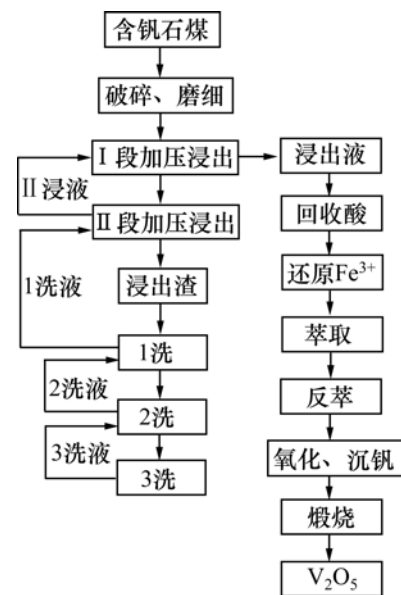 含钒石煤
破碎、磨细
Ⅰ段加压浸出
浸出液
Ⅱ浸液
回收酸
Ⅱ段加压浸出
还原Fe³⁺
浸出渣
1洗液
萃取
1洗
反萃
2洗液
2洗
氧化、沉钒
3洗液
3洗
煅烧
V₂O₅